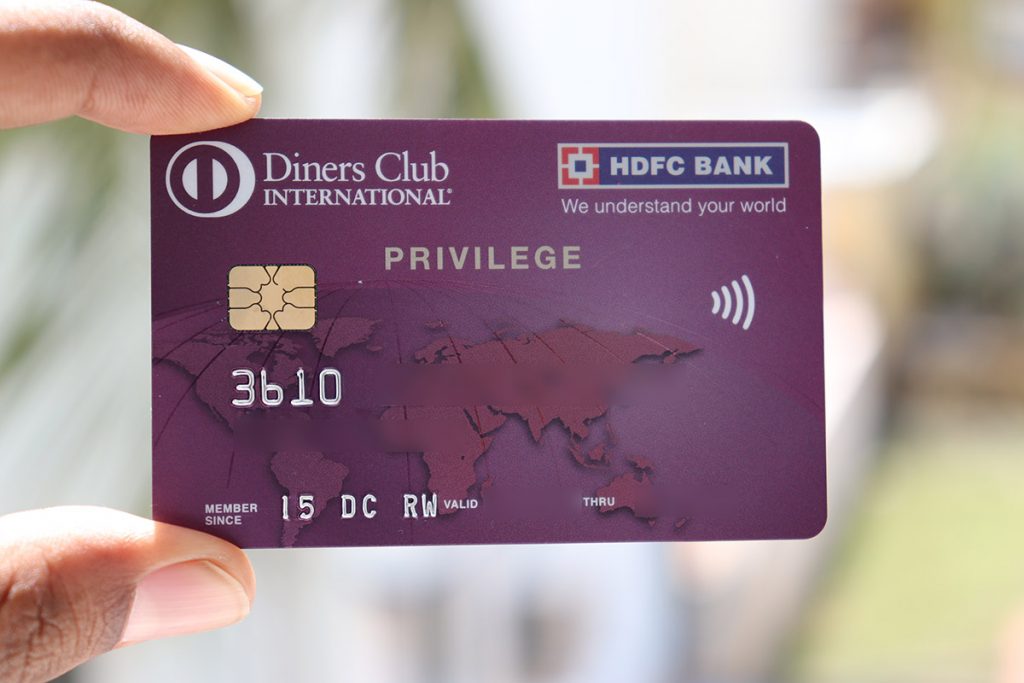 Diners Club
INTERNATIONAL®
HDFC BANK
We understand your world
PRIVILEGE
3610
MEMBER SINCE 15 DC RW VALID THRU